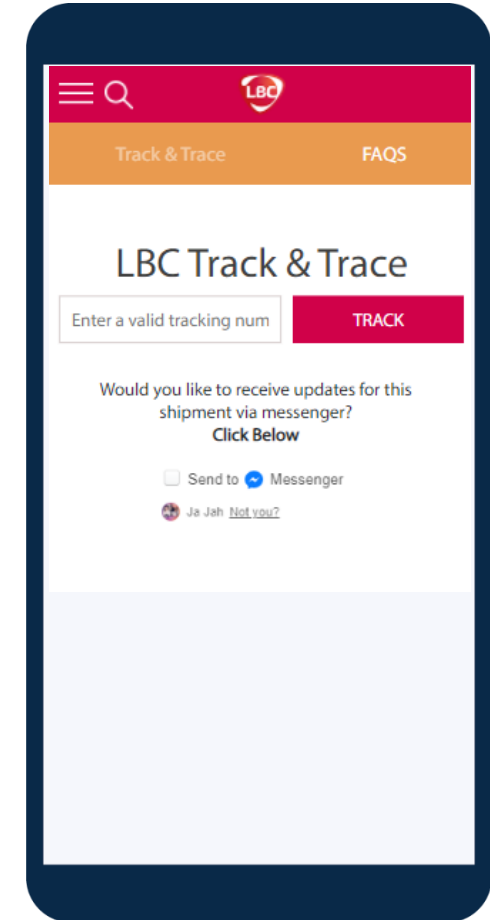 LBC
Track & Trace FAQS
LBC Track & Trace
Enter a valid tracking num TRACK
Would you like to receive updates for this
shipment via messenger?
Click Below
Send to Messenger
Ja Jah Not you?